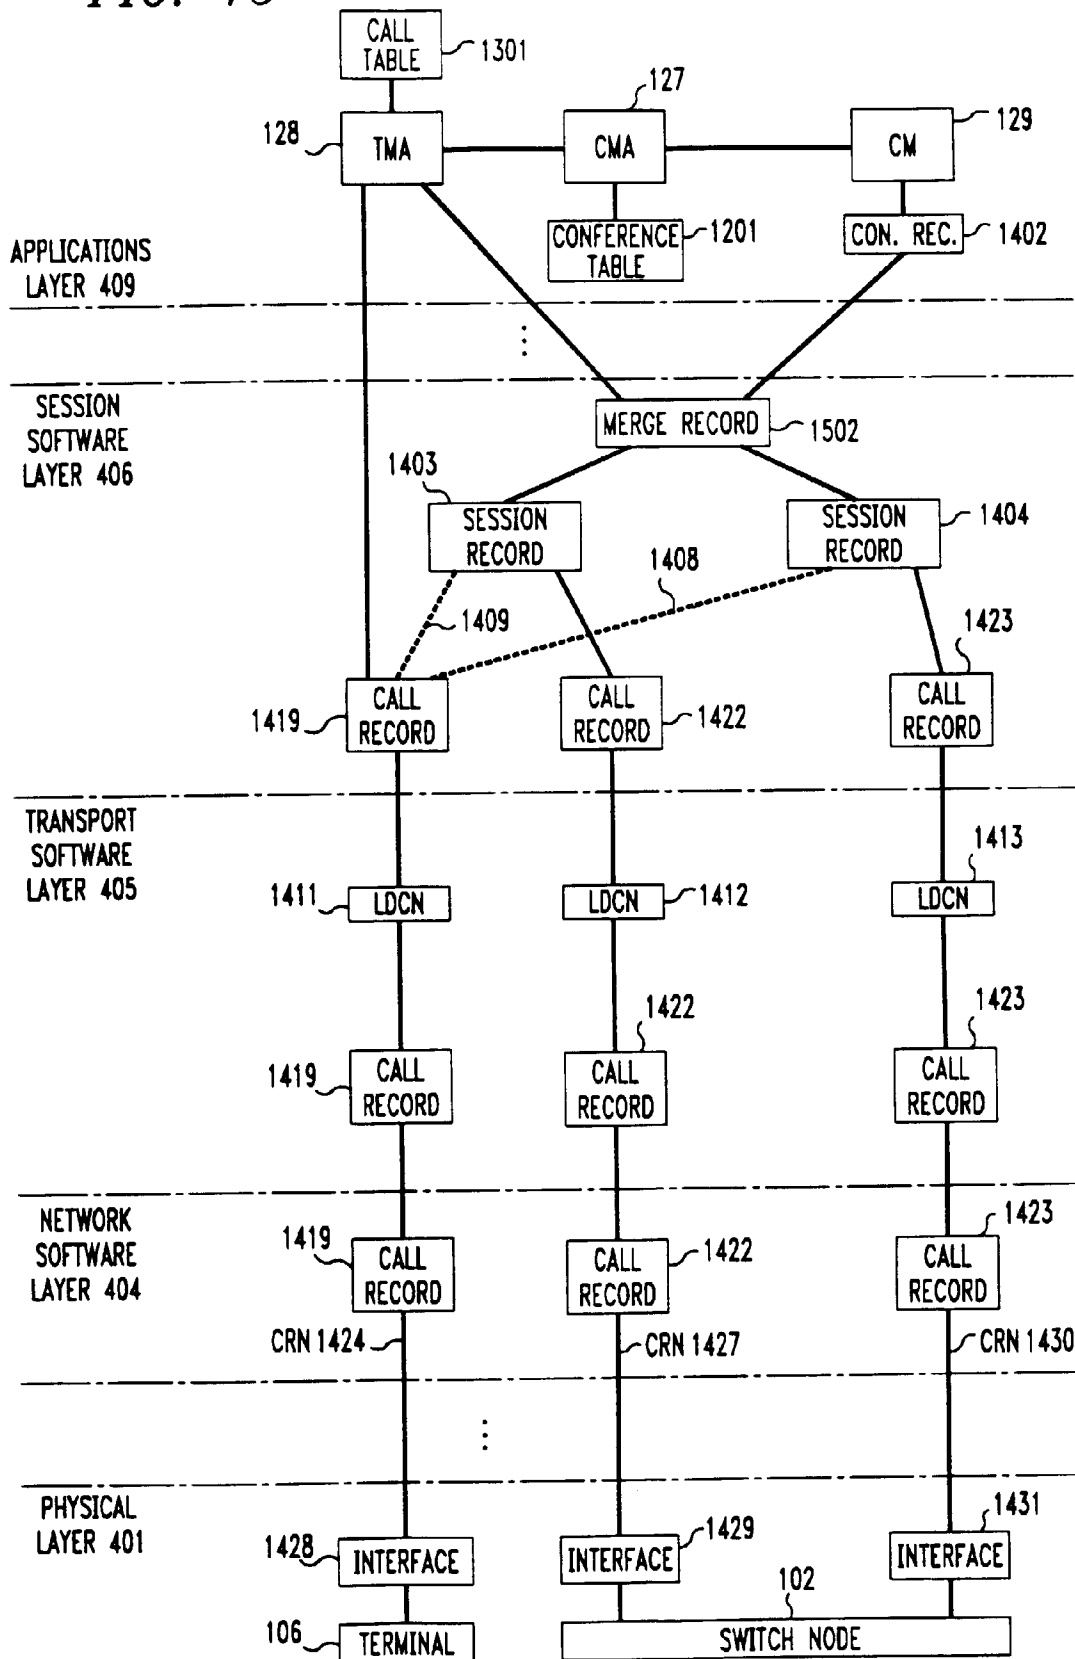 FIG.
CALL
TABLE
1301
128
TMA
127
CMA
129
CM
CONFERENCE
TABLE
1201
CON. REC.
1402
APPLICATIONS
LAYER 409
SESSION
SOFTWARE
LAYER 406
MERGE RECORD
1502
1403
SESSION
RECORD
SESSION
RECORD
1404
1408
1409
1423
1419
CALL
RECORD
CALL
RECORD
1422
CALL
RECORD
TRANSPORT
SOFTWARE
LAYER 405
1411
LDCN
LDCN
1412
1413
LDCN
1422
1423
1419
CALL
RECORD
CALL
RECORD
CALL
RECORD
NETWORK
SOFTWARE
LAYER 404
1419
CALL
RECORD
CALL
RECORD
1422
1423
CALL
RECORD
CRN 1424
CRN 1427
CRN 1430
PHYSICAL
LAYER 401
1428
INTERFACE
INTERFACE
1429
1431
INTERFACE
106
TERMINAL
102
SWITCH NODE